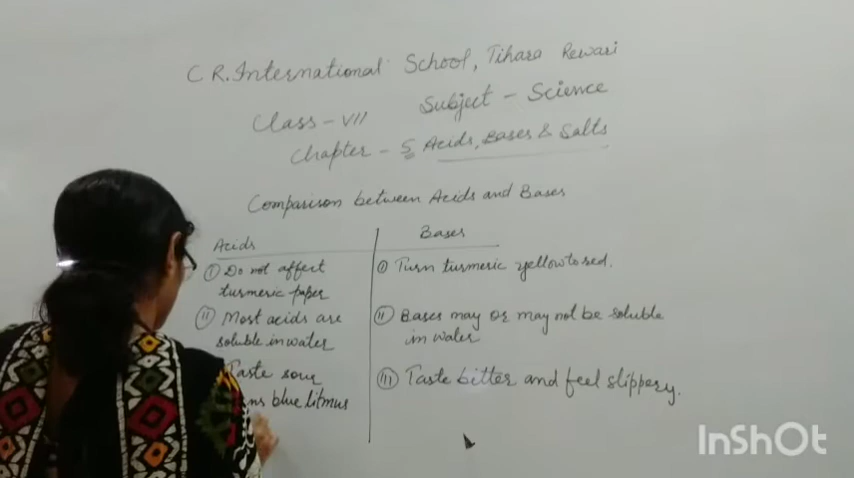 C.R. International School, Tihara Rewari
Class - VII Subject - Science
Chapter - 5 Acids, Bases & Salts
Comparison between Acids and Bases
Acids
(I) Do not affect
turmeric paper
(II) Most acids are
soluble in water
Taste sour
ns blue litmus
Bases
(I) Turn turmeric yellow to red.
(II) Bases may or may not be soluble
in water
(III) Taste bitter and feel slippery.
InShOt